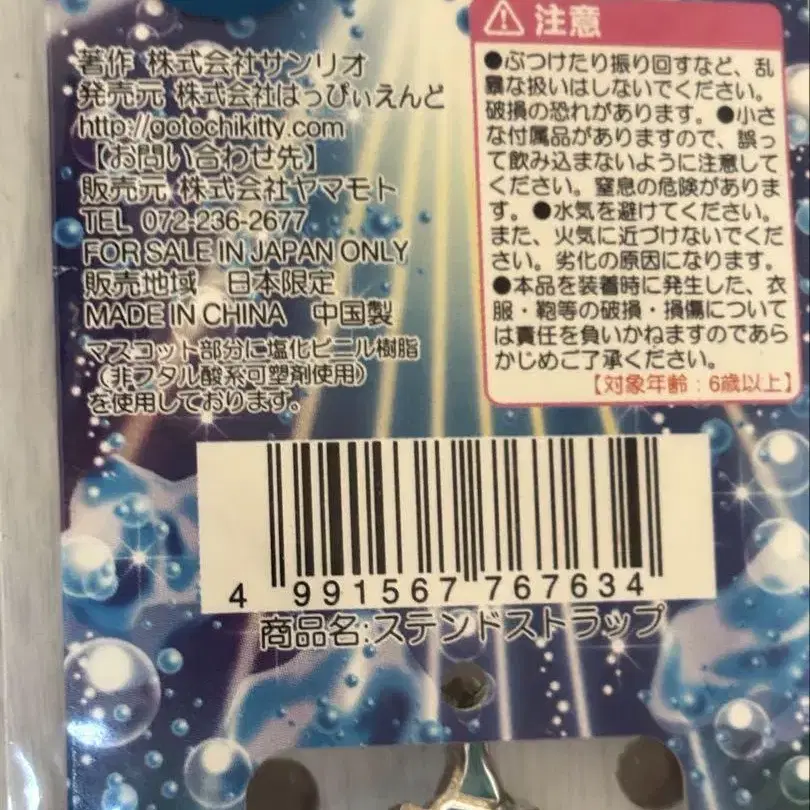 著作 株式会社サンリオ
発売元 株式会社はっぴぃえんど
http://gotochikitty.com
【お問い合わせ先】
販売元 株式会社ヤマモト
TEL 072-236-2677
FOR SALE IN JAPAN ONLY
販売地域 日本限定
MADE IN CHINA 中国製
マスコット部分に塩化ビニル樹脂
（非フタル酸系可塑剤使用）
を使用しております。
注意
●ぶつけたり振り回すなど、乱
暴な扱いはしないでください。
破損の恐れがあります。●小さ
な付属品がありますので、誤っ
て飲み込まないように注意して
ください。窒息の危険がありま
す。●水気を避けてください。
また、火気に近づけないでくだ
さい。劣化の原因になります。
●本品を装着時に発生した、衣
服・鞄等の破損・損傷について
は責任を負いかねますのであら
かじめご了承ください。
【対象年齢：6歳以上】
4 991567 767634
商品名:ステンドストラップ